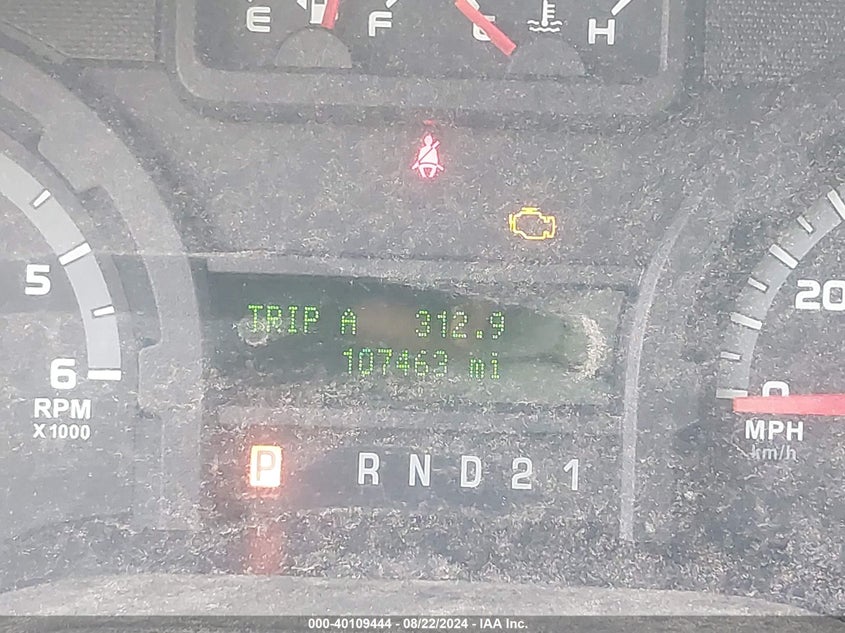 E F C H
5
6
RPM
X1000
TRIP A 312.9
107463 mi
P R N D 2 1
20
0
MPH
km/h
000-40109444 - 08/22/2024 - IAA Inc.